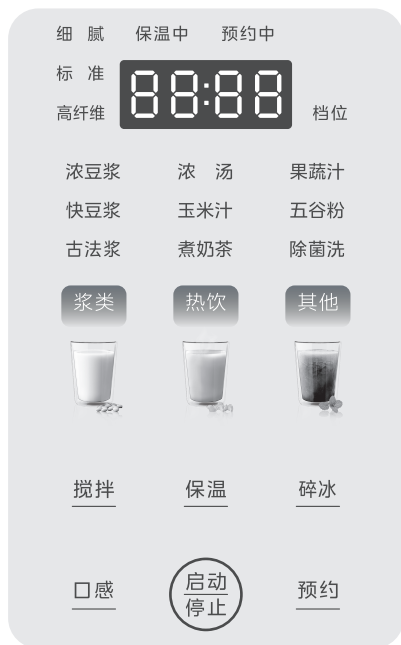 细 腻 保温中 预约中
标 准
88:88
高纤维 档位
浓豆浆 浓 汤 果蔬汁
快豆浆 玉米汁 五谷粉
古法浆 煮奶茶 除菌洗
浆类 热饮 其他
搅拌 保温 碎冰
口感 启动 预约
停止